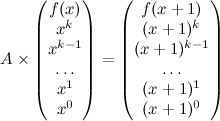 A × ( f(x) ) = ( f(x + 1) )
x^k (x + 1)^k
x^{k−1} (x + 1)^{k−1}
... ...
x^1 (x + 1)^1
x^0 (x + 1)^0